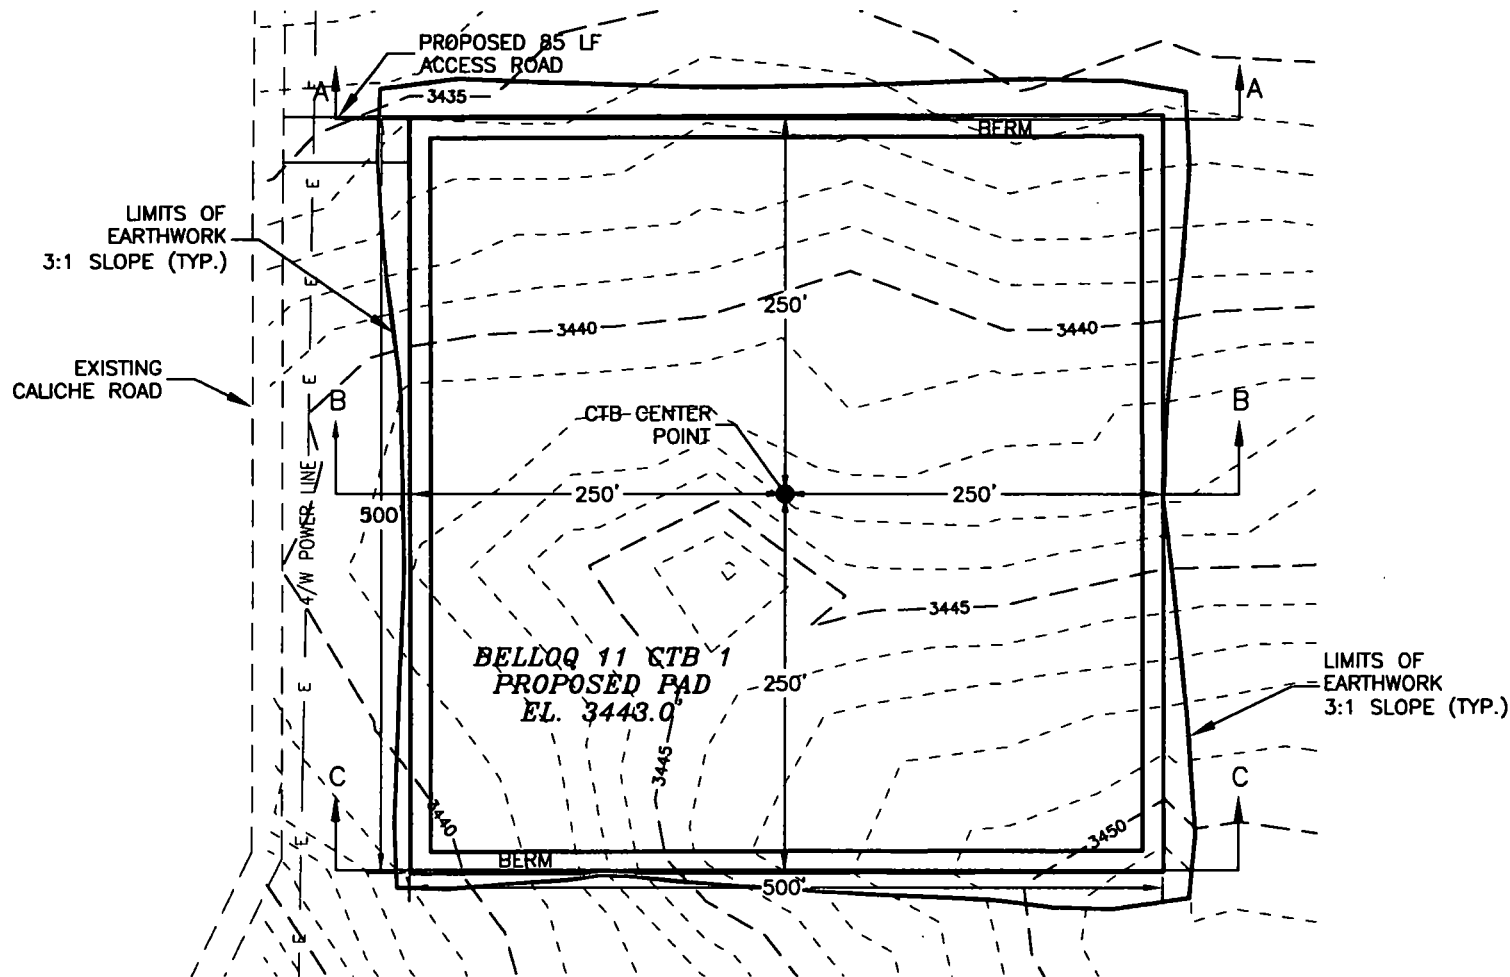 PROPOSED 85 LF
ACCESS ROAD
A
A
3435
BERM
E
LIMITS OF
EARTHWORK
3:1 SLOPE (TYP.)
E
E
250'
3440
3440
EXISTING
CALICHE ROAD
E
B
B
CTB CENTER
POINT
4/W POWER LINE
250'
250'
500'
E
3445
BELLOQ 11 CTB 1
PROPOSED PAD
EL. 3443.0'
250'
LIMITS OF
EARTHWORK
3:1 SLOPE (TYP.)
E
3445
C
C
3440
3450
E
BERM
500'
E